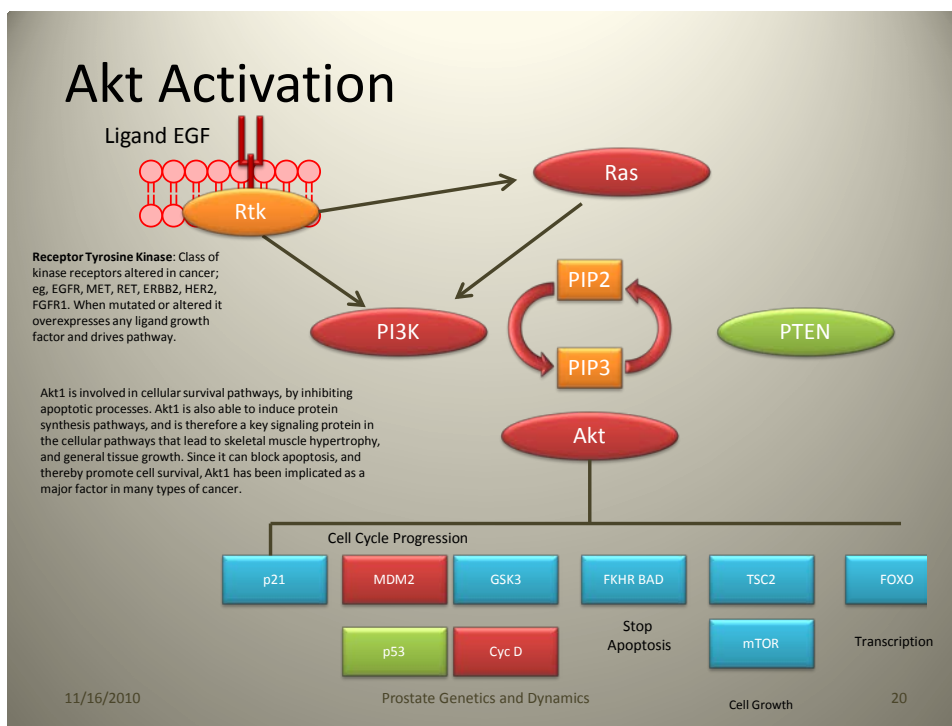 Akt Activation
Ligand EGF
Ras
Rtk
Receptor Tyrosine Kinase: Class of
kinase receptors altered in cancer;
eg, EGFR, MET, RET, ERBB2, HER2,
FGFR1. When mutated or altered it
overexpresses any ligand growth
factor and drives pathway.
PIP2
PI3K
PTEN
PIP3
Akt1 is involved in cellular survival pathways, by inhibiting
apoptotic processes. Akt1 is also able to induce protein
synthesis pathways, and is therefore a key signaling protein in
the cellular pathways that lead to skeletal muscle hypertrophy,
and general tissue growth. Since it can block apoptosis, and
thereby promote cell survival, Akt1 has been implicated as a
major factor in many types of cancer.
Akt
Cell Cycle Progression
p21
MDM2
GSK3
FKHR BAD
TSC2
FOXO
p53
Cyc D
Stop
Apoptosis
mTOR
Transcription
Cell Growth
11/16/2010
Prostate Genetics and Dynamics
20